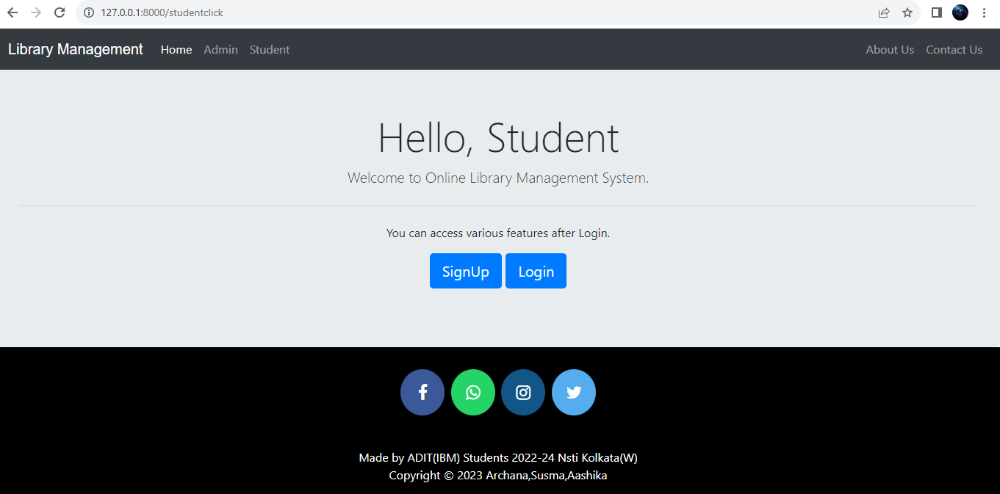 127.0.0.1:8000/studentclick
Library Management Home Admin Student About Us Contact Us
Hello, Student
Welcome to Online Library Management System.
You can access various features after Login.
SignUp Login
Made by ADIT(IBM) Students 2022-24 Nsti Kolkata(W)
Copyright © 2023 Archana,Susma,Aashika